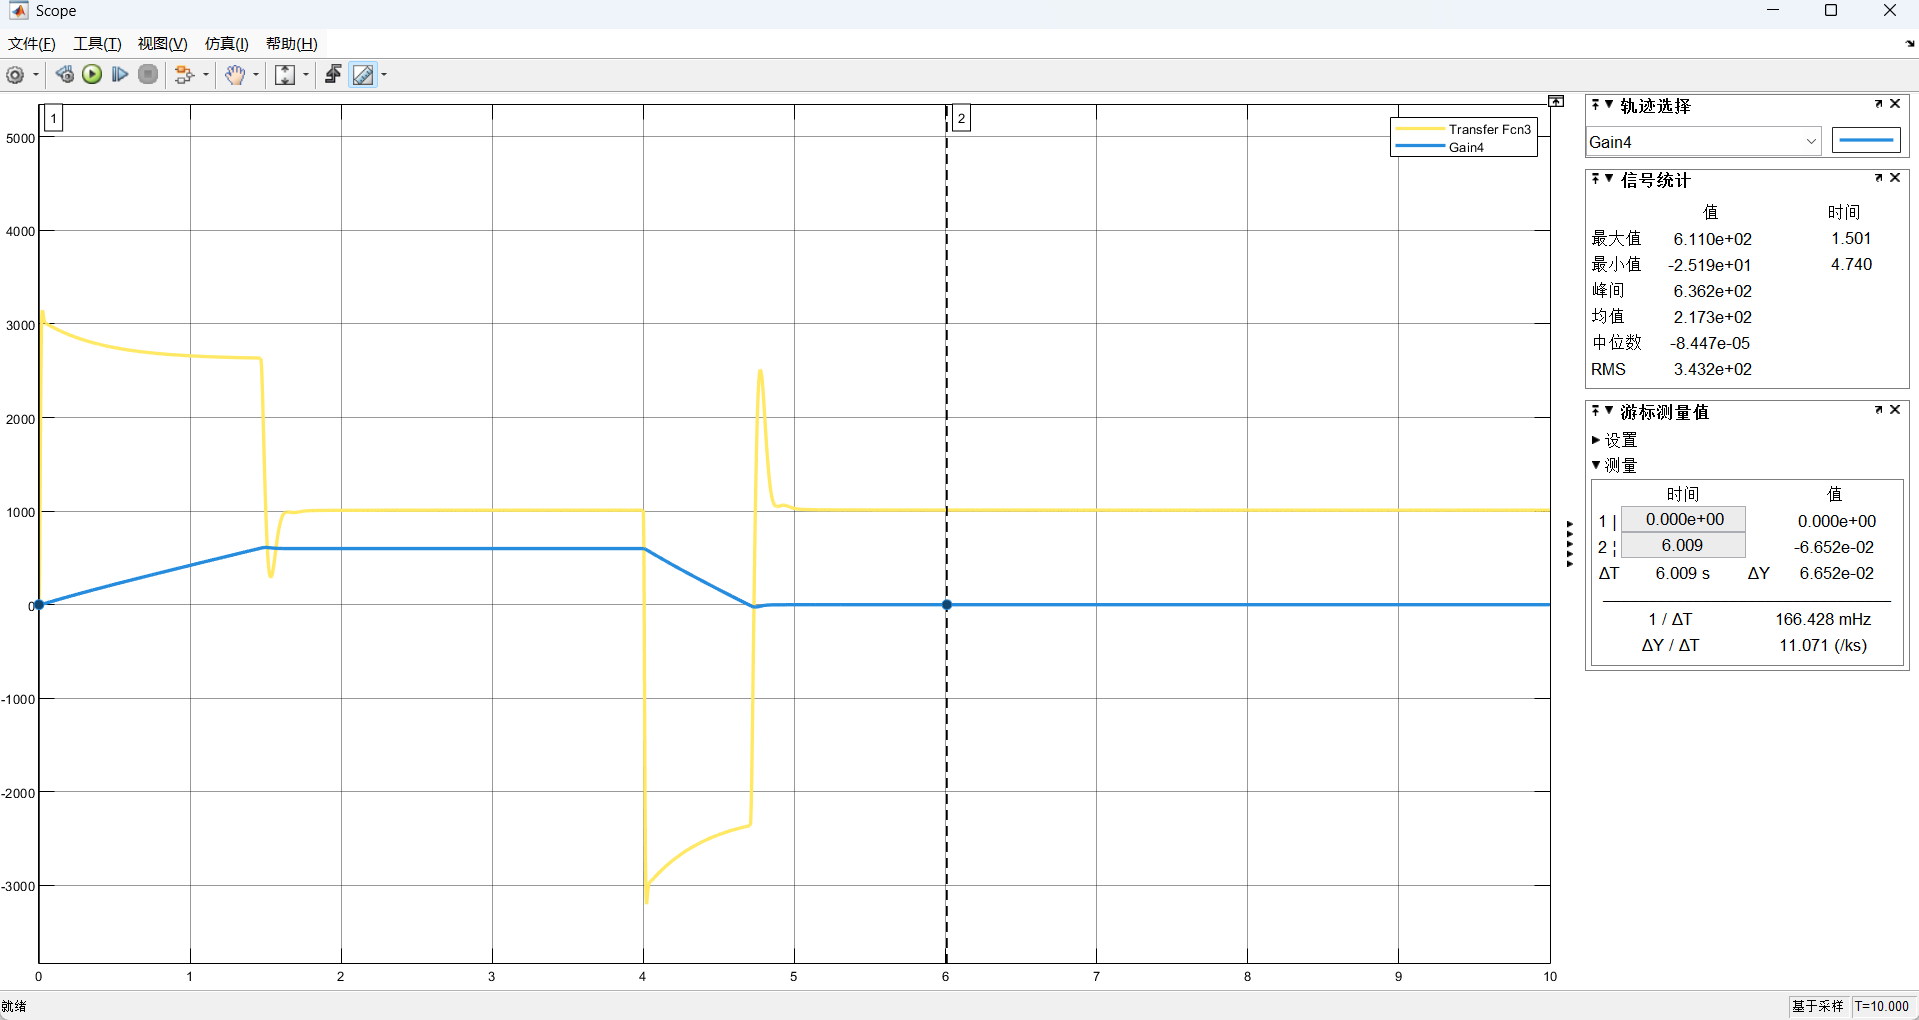 Scope
文件(F) 工具(T) 视图(V) 仿真(I) 帮助(H)
1
2
Transfer Fcn3
Gain4
5000
4000
3000
2000
1000
0
-1000
-2000
-3000
0 1 2 3 4 5 6 7 8 9 10
轨迹选择
Gain4
信号统计
值 时间
最大值 6.110e+02 1.501
最小值 -2.519e+01 4.740
峰间 6.362e+02
均值 2.173e+02
中位数 -8.447e-05
RMS 3.432e+02
游标测量值
设置
测量
时间 值
1 | 0.000e+00 0.000e+00
2 ¦ 6.009 -6.652e-02
ΔT 6.009 s ΔY 6.652e-02
1 / ΔT 166.428 mHz
ΔY / ΔT 11.071 (/ks)
就绪
基于采样 T=10.000